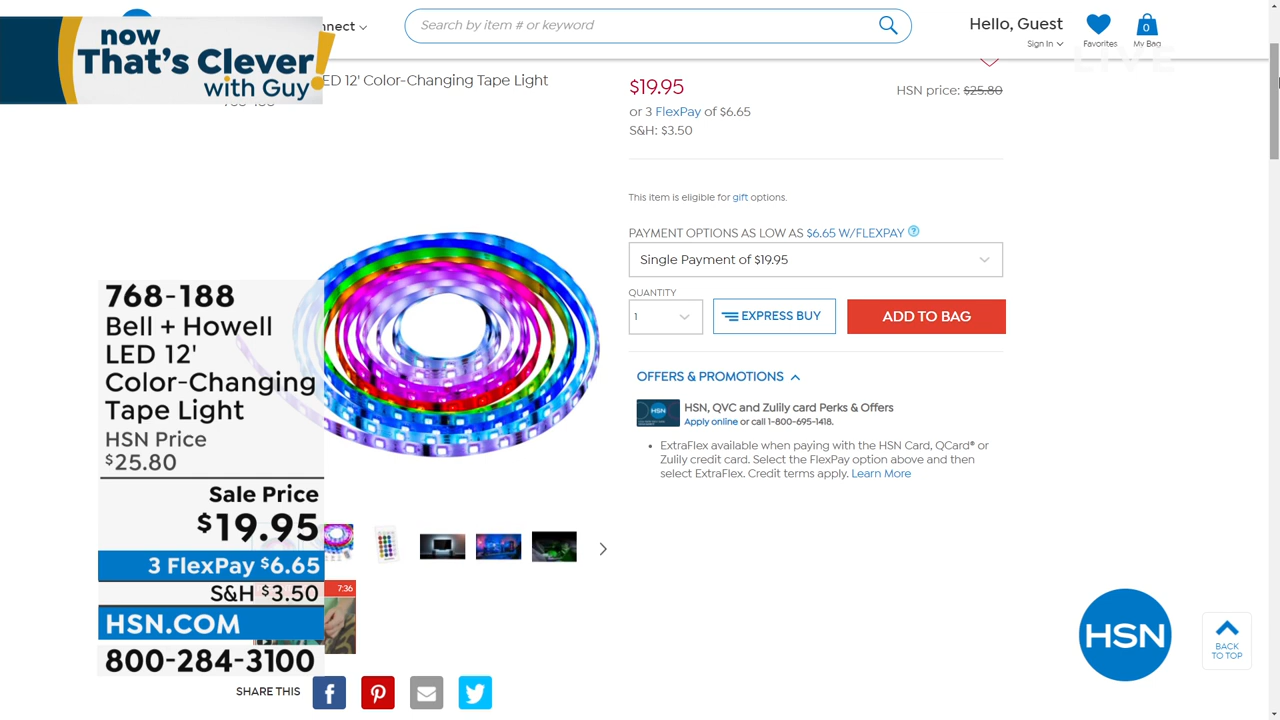 now
That's Clever!
with Guy
nnect
Search by item # or keyword
Hello, Guest
Sign In
Favorites
0
My Bag
LIVE
ED 12' Color-Changing Tape Light
$19.95
HSN price: $25.80
or 3 FlexPay of $6.65
S&H: $3.50
This item is eligible for gift options.
PAYMENT OPTIONS AS LOW AS $6.65 W/FLEXPAY ?
Single Payment of $19.95
QUANTITY
1
EXPRESS BUY
ADD TO BAG
OFFERS & PROMOTIONS
HSN
HSN, QVC and Zulily card Perks & Offers
Apply online or call 1-800-695-1418.
• ExtraFlex available when paying with the HSN Card, QCard® or
Zulily credit card. Select the FlexPay option above and then
select ExtraFlex. Credit terms apply. Learn More
768-188
Bell + Howell
LED 12'
Color-Changing
Tape Light
HSN Price
$25.80
Sale Price
$19.95
3 FlexPay $6.65
S&H $3.50
HSN.COM
800-284-3100
7:36
SHARE THIS
HSN
BACK
TO TOP